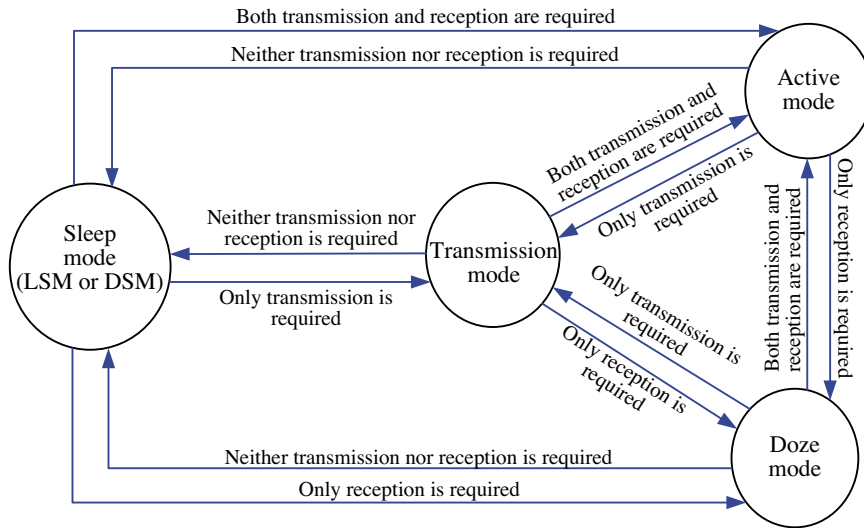 Both transmission and reception are required
Neither transmission nor reception is required
Active
mode
Both transmission and
reception are required
Only transmission is
required
Only reception is required
Both transmission and
reception are required
Sleep
mode
(LSM or DSM)
Neither transmission nor
reception is required
Only transmission is
required
Transmission
mode
Only transmission is
required
Only reception is
required
Doze
mode
Neither transmission nor reception is required
Only reception is required